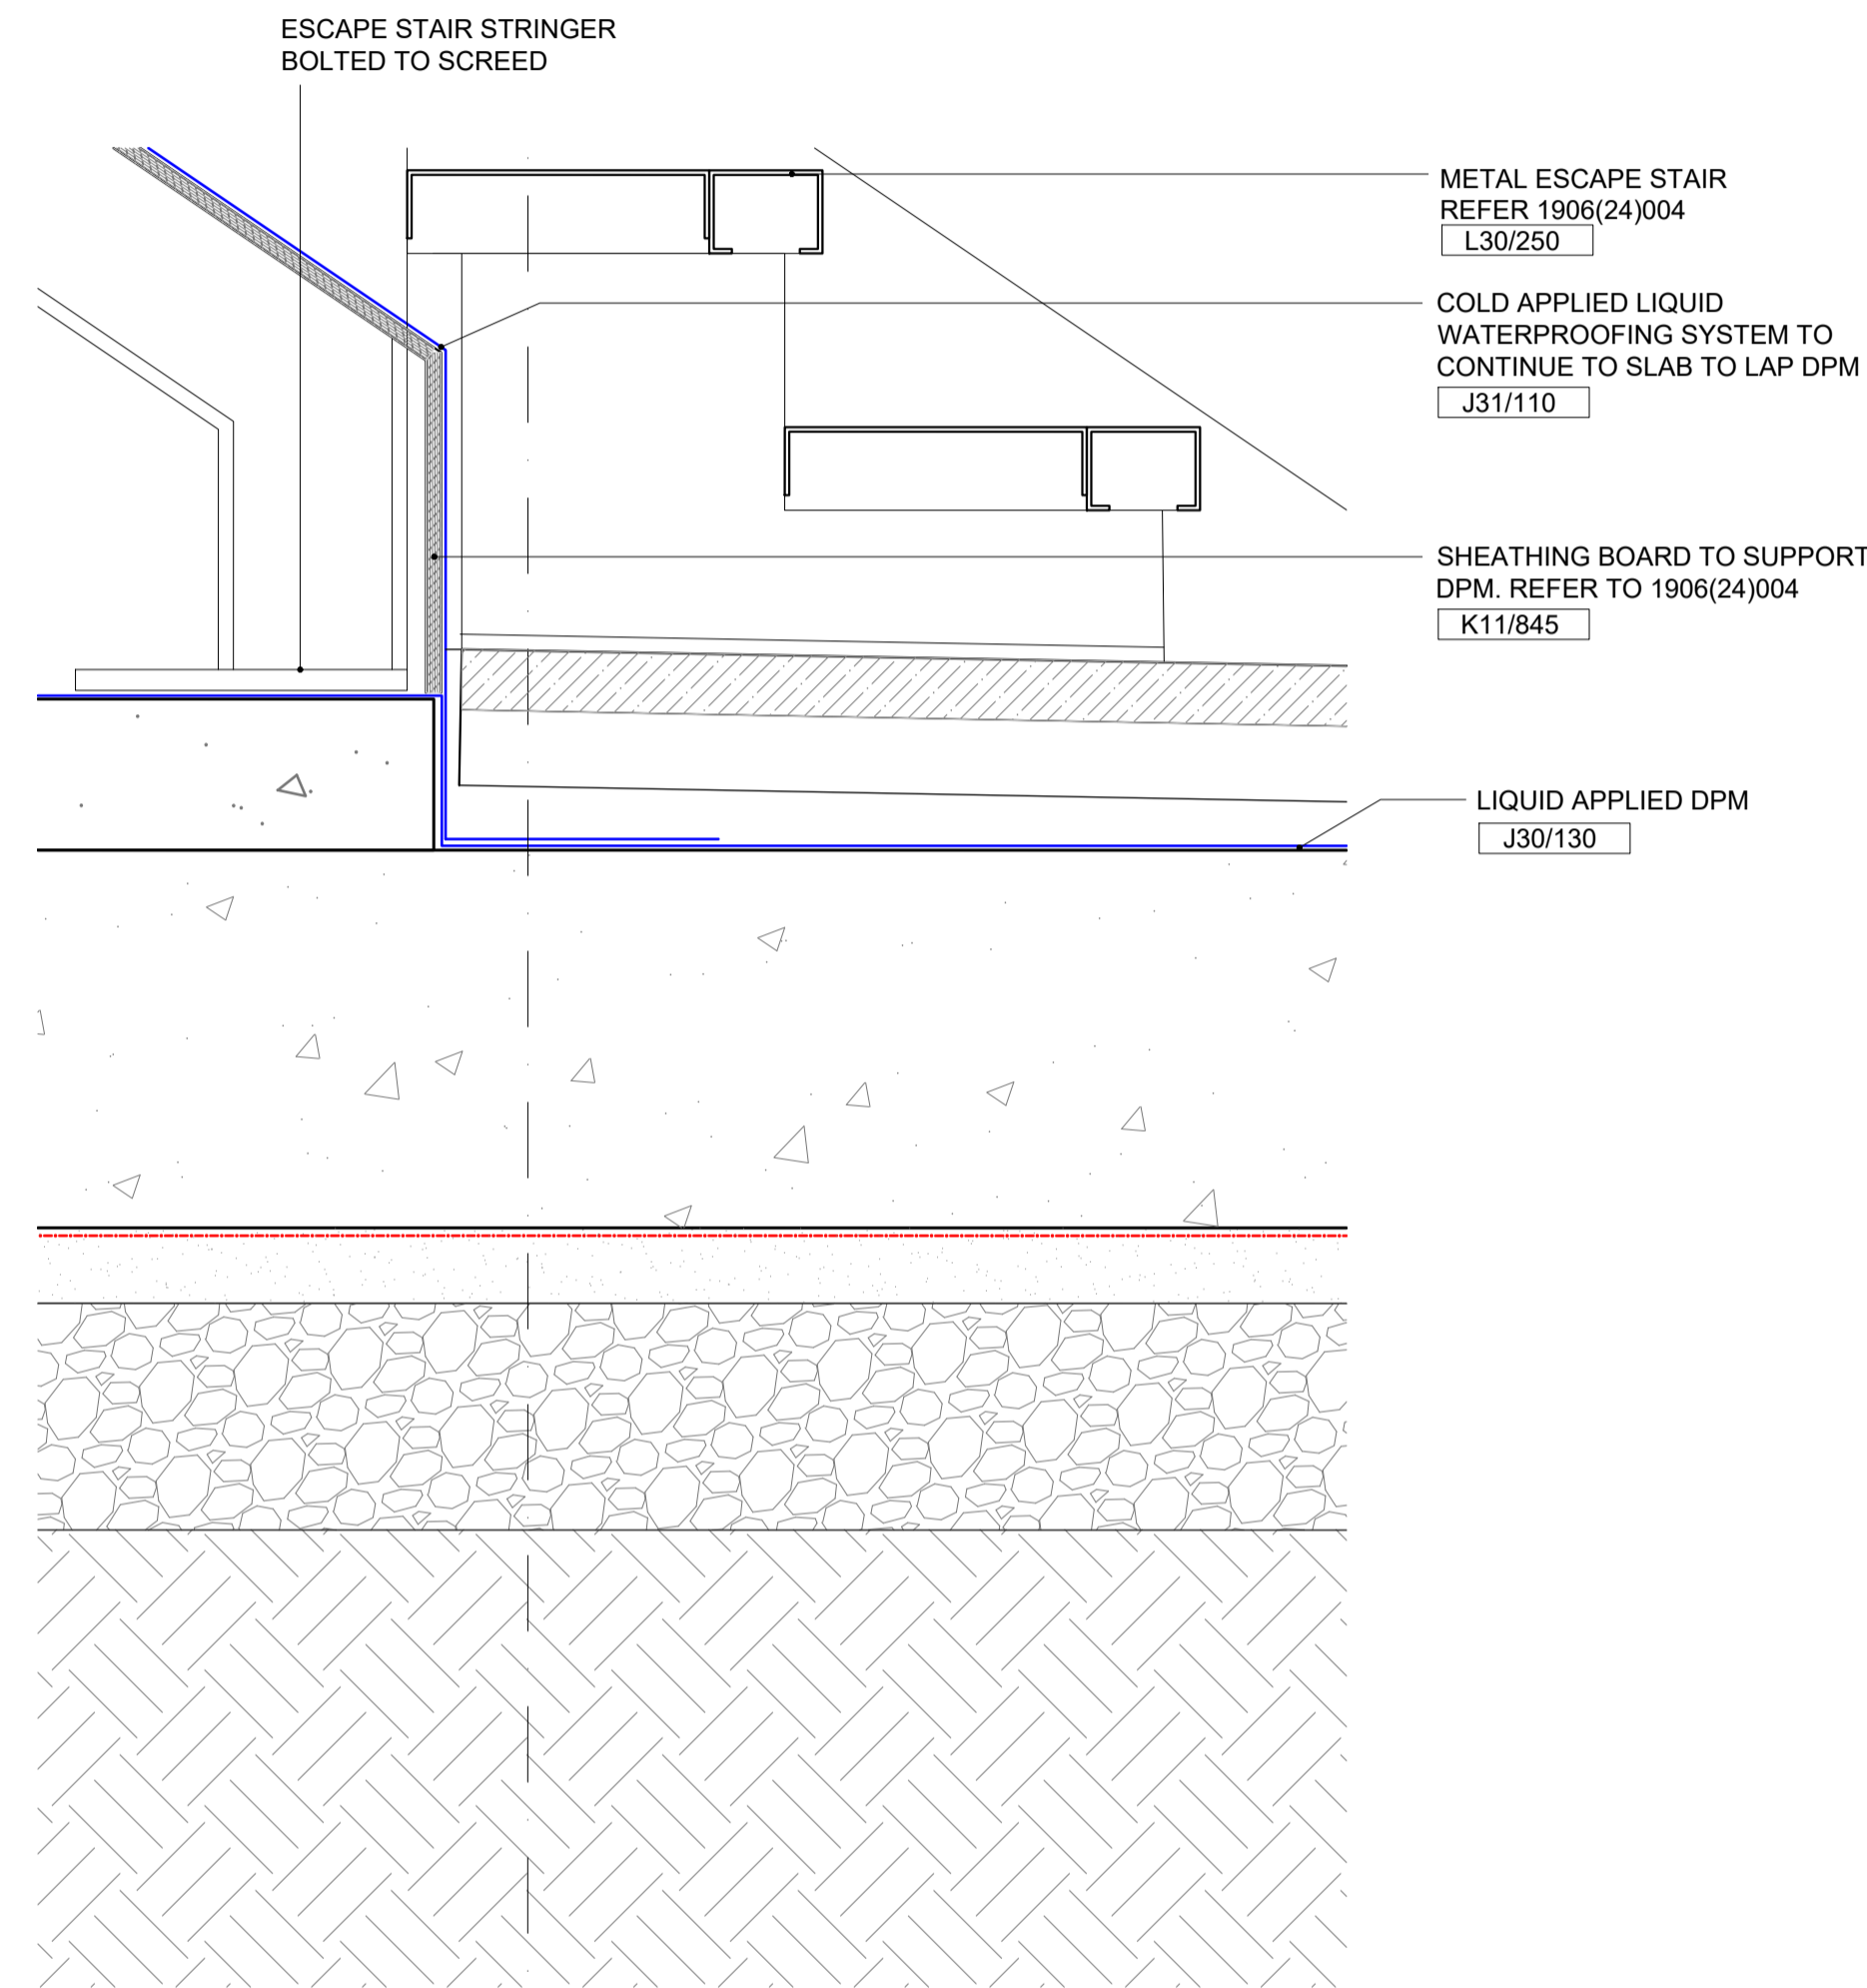 ESCAPE STAIR STRINGER
BOLTED TO SCREED
METAL ESCAPE STAIR
REFER 1906(24)004
L30/250
COLD APPLIED LIQUID
WATERPROOFING SYSTEM TO
CONTINUE TO SLAB TO LAP DPM
J31/110
SHEATHING BOARD TO SUPPORT
DPM. REFER TO 1906(24)004
K11/845
LIQUID APPLIED DPM
J30/130